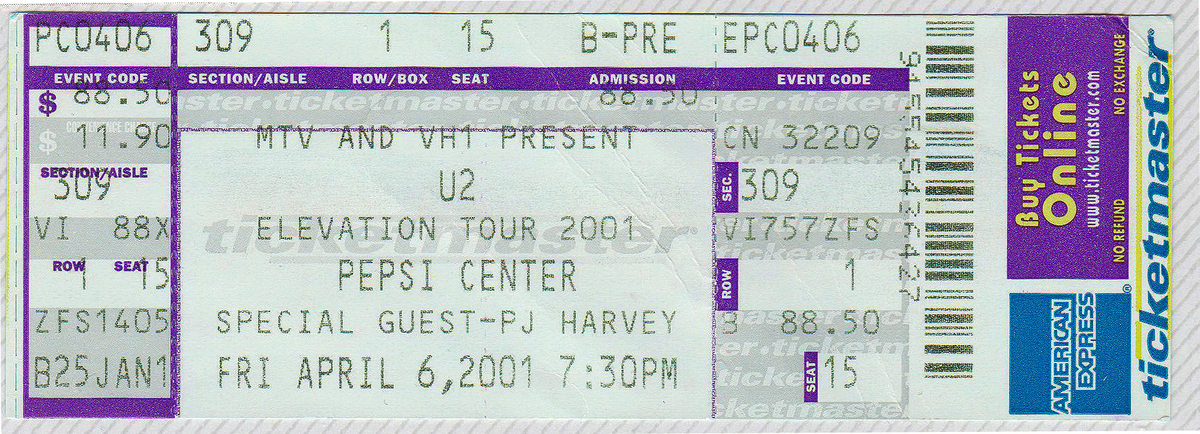 PC0406 309 1 15 B-PRE EPC0406
EVENT CODE SECTION/AISLE ROW/BOX SEAT ADMISSION EVENT CODE
$ 88.50 88.50
$ 11.90
SECTION/AISLE
309
VI 88X
ROW SEAT
1 15
ZFS1405
B25JAN1
MTV AND VH1 PRESENT
U2
ELEVATION TOUR 2001
PEPSI CENTER
SPECIAL GUEST-PJ HARVEY
FRI APRIL 6,2001 7:30PM
ticketmaster
CN 32209
SEC. 309
VI757ZFS
ROW 1
B 88.50
SEAT 15
Buy Tickets
Online
www.ticketmaster.com
NO REFUND NO EXCHANGE
AMERICAN
EXPRESS
®
ticketmaster